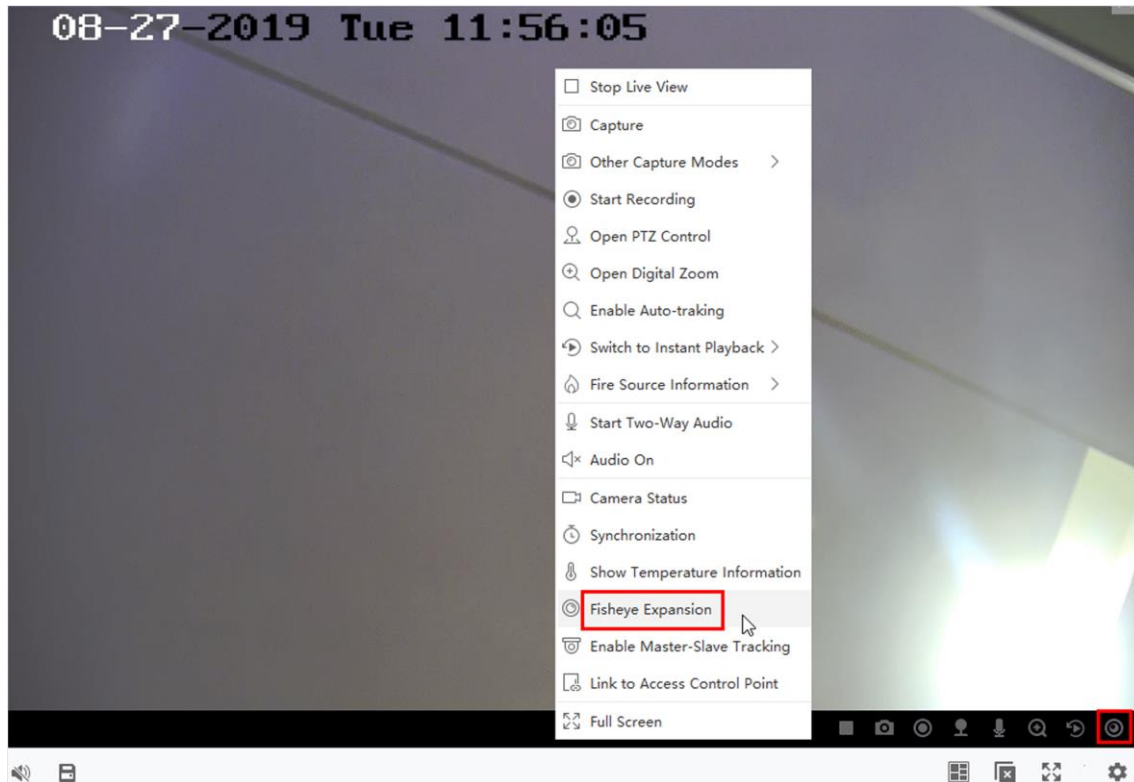 08-27-2019 Tue 11:56:05
Stop Live View
Capture
Other Capture Modes
Start Recording
Open PTZ Control
Open Digital Zoom
Enable Auto-traking
Switch to Instant Playback
Fire Source Information
Start Two-Way Audio
Audio On
Camera Status
Synchronization
Show Temperature Information
Fisheye Expansion
Enable Master-Slave Tracking
Link to Access Control Point
Full Screen